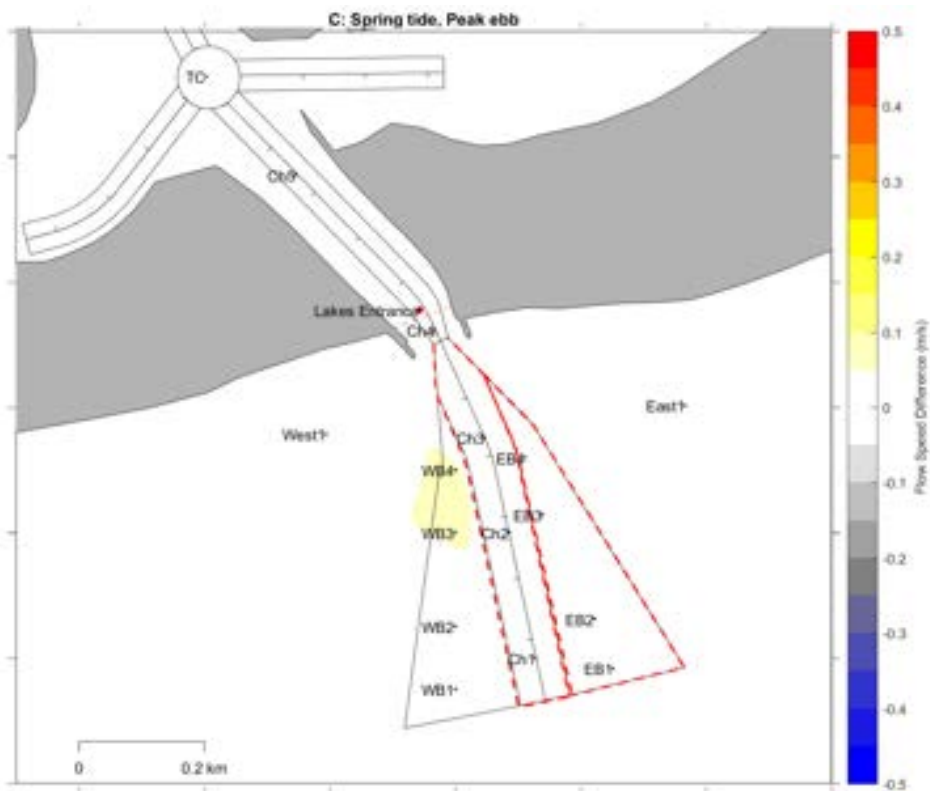 C: Spring tide, Peak ebb
TC
Ch5
Lakes Entrance
Ch4
East1
West1
Ch3
EB4
WB4
EB3
WB3
Ch2
EB2
WB2
Ch1
EB1
WB1
0
0.2 km
0.5
0.4
0.3
0.2
0.1
0
-0.1
-0.2
-0.3
-0.4
-0.5
Flow Speed Difference (m/s)